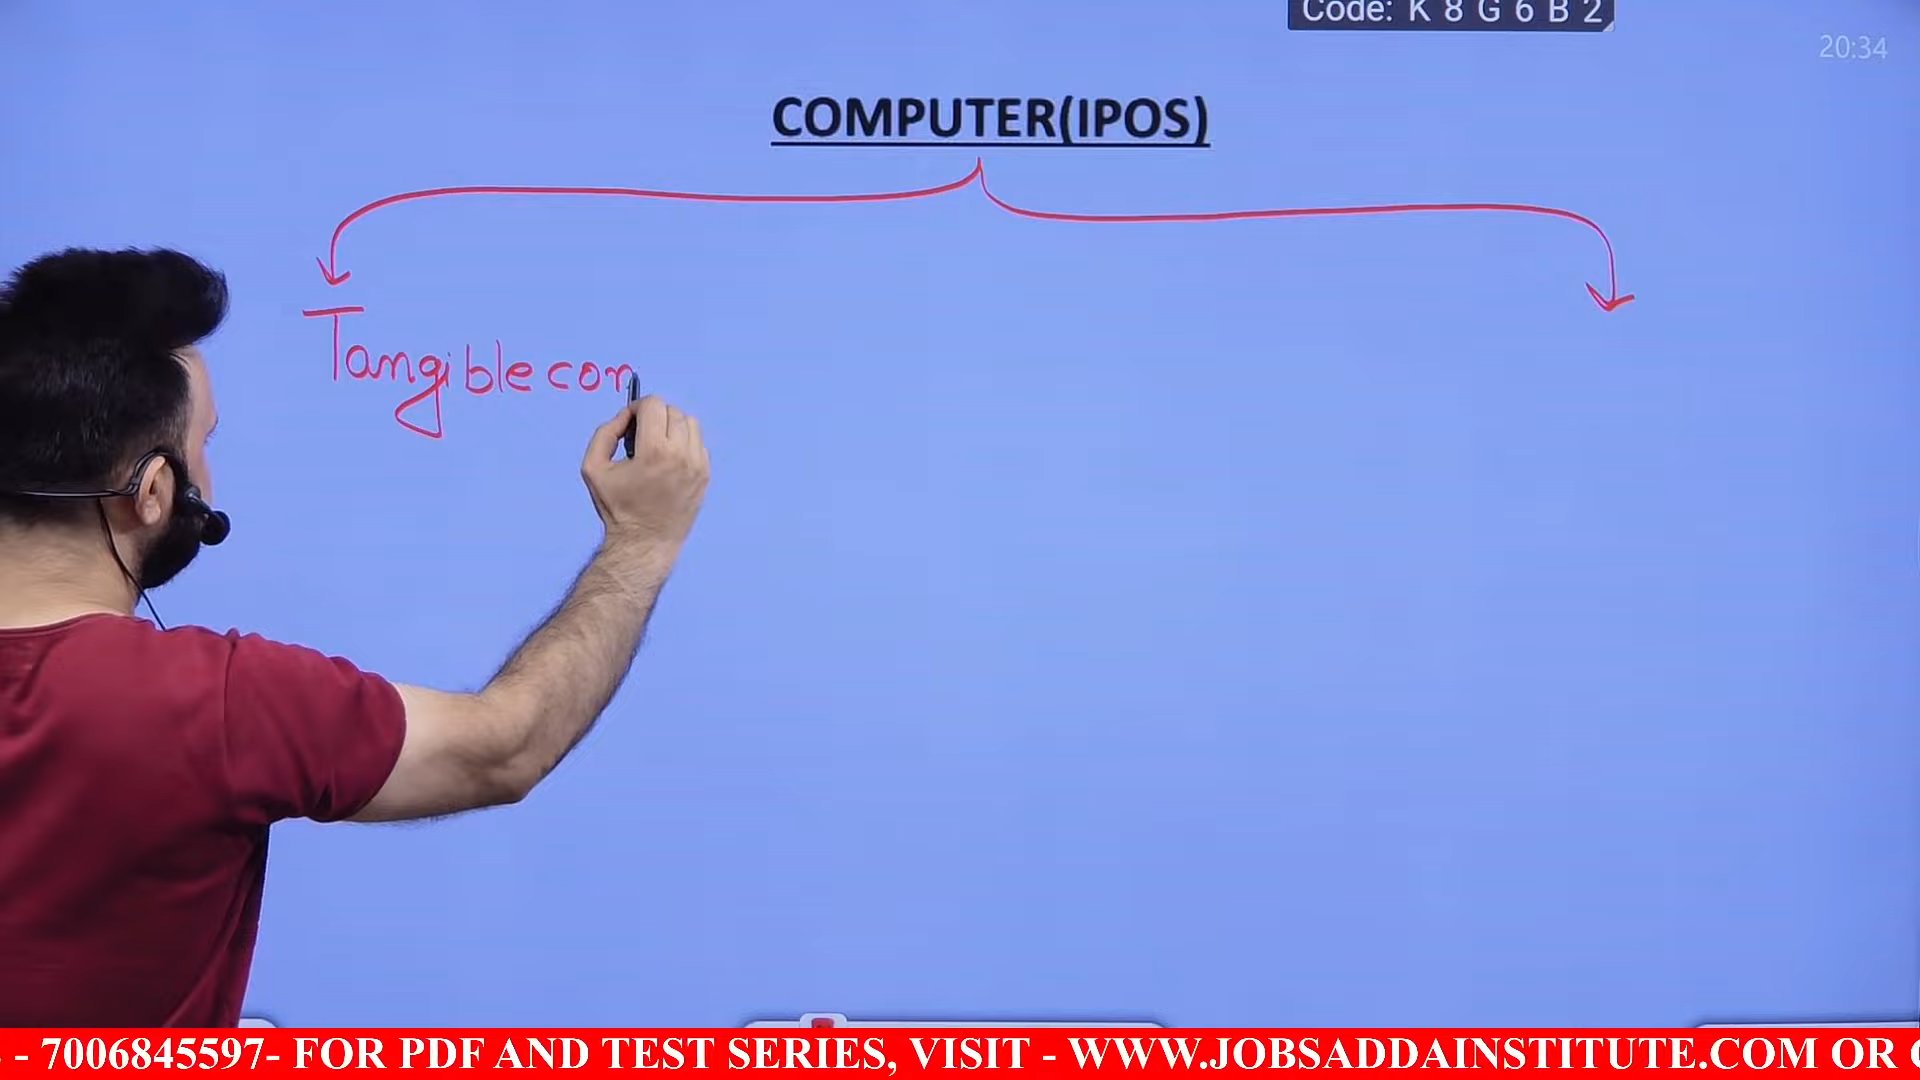 Code: K 8 G 6 B 2
20:34
COMPUTER(IPOS)
Tangible com
- 7006845597- FOR PDF AND TEST SERIES, VISIT - WWW.JOBSADDAINSTITUTE.COM OR